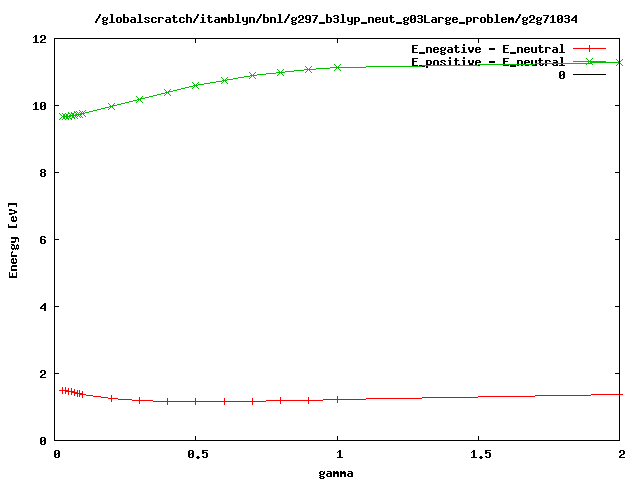 /globalscratch/itamblyn/bnl/g297_b3lyp_neut_g03Large_problem/g2g71034
E_negative - E_neutral
E_positive - E_neutral
0
12
10
8
6
4
2
0
Energy [eV]
0 0.5 1 1.5 2
gamma